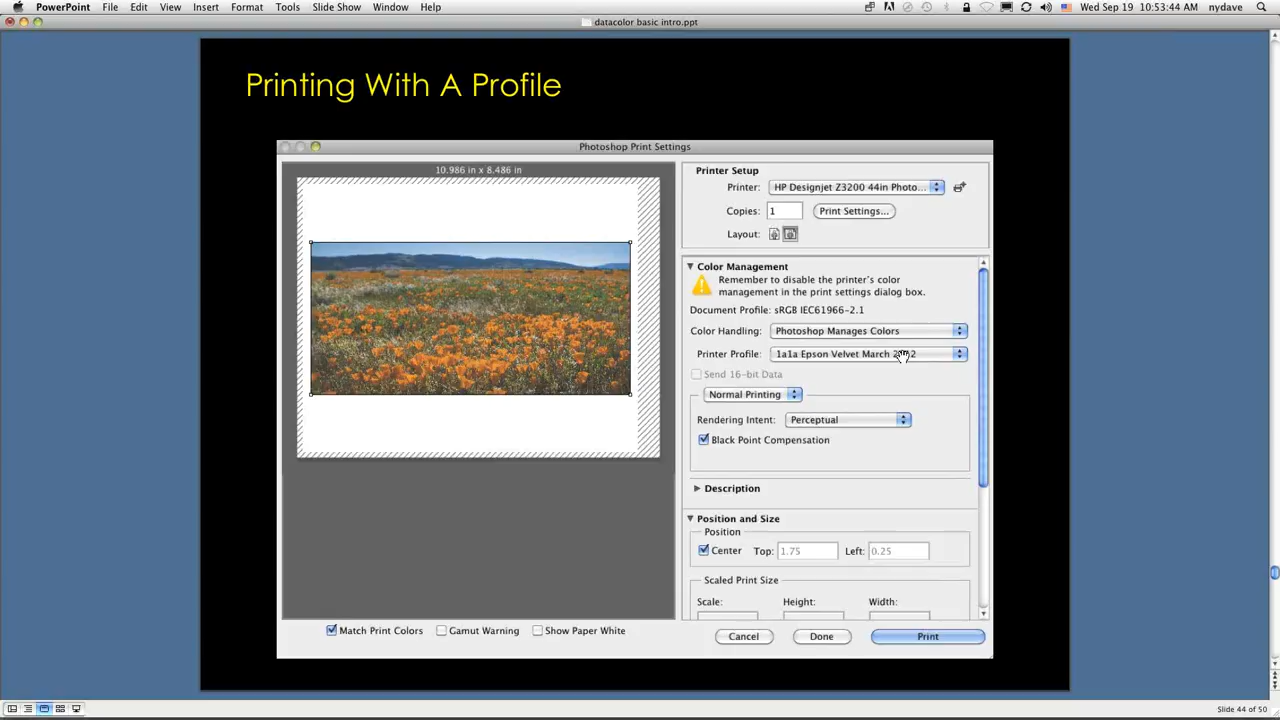 PowerPoint File Edit View Insert Format Tools Slide Show Window Help Wed Sep 19 10:53:44 AM nydave
datacolor basic intro.ppt
Printing With A Profile
Photoshop Print Settings
10.986 in x 8.486 in
Printer Setup
Printer: HP Designjet Z3200 44in Photo...
Copies: 1 Print Settings...
Layout:
Color Management
Remember to disable the printer's color
management in the print settings dialog box.
Document Profile: sRGB IEC61966-2.1
Color Handling: Photoshop Manages Colors
Printer Profile: 1a1a Epson Velvet March
Send 16-bit Data
Normal Printing
Rendering Intent: Perceptual
Black Point Compensation
Description
Position and Size
Position
Center Top: 1.75 Left: 0.25
Scaled Print Size
Scale: Height: Width:
Match Print Colors Gamut Warning Show Paper White
Cancel Done Print
Slide 44 of 50